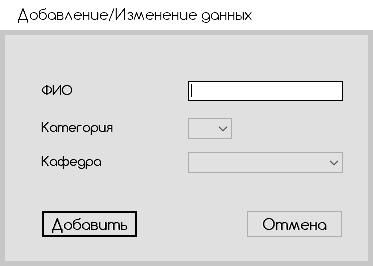 Добавление/Изменение данных
ФИО
Категория
Кафедра
Добавить Отмена